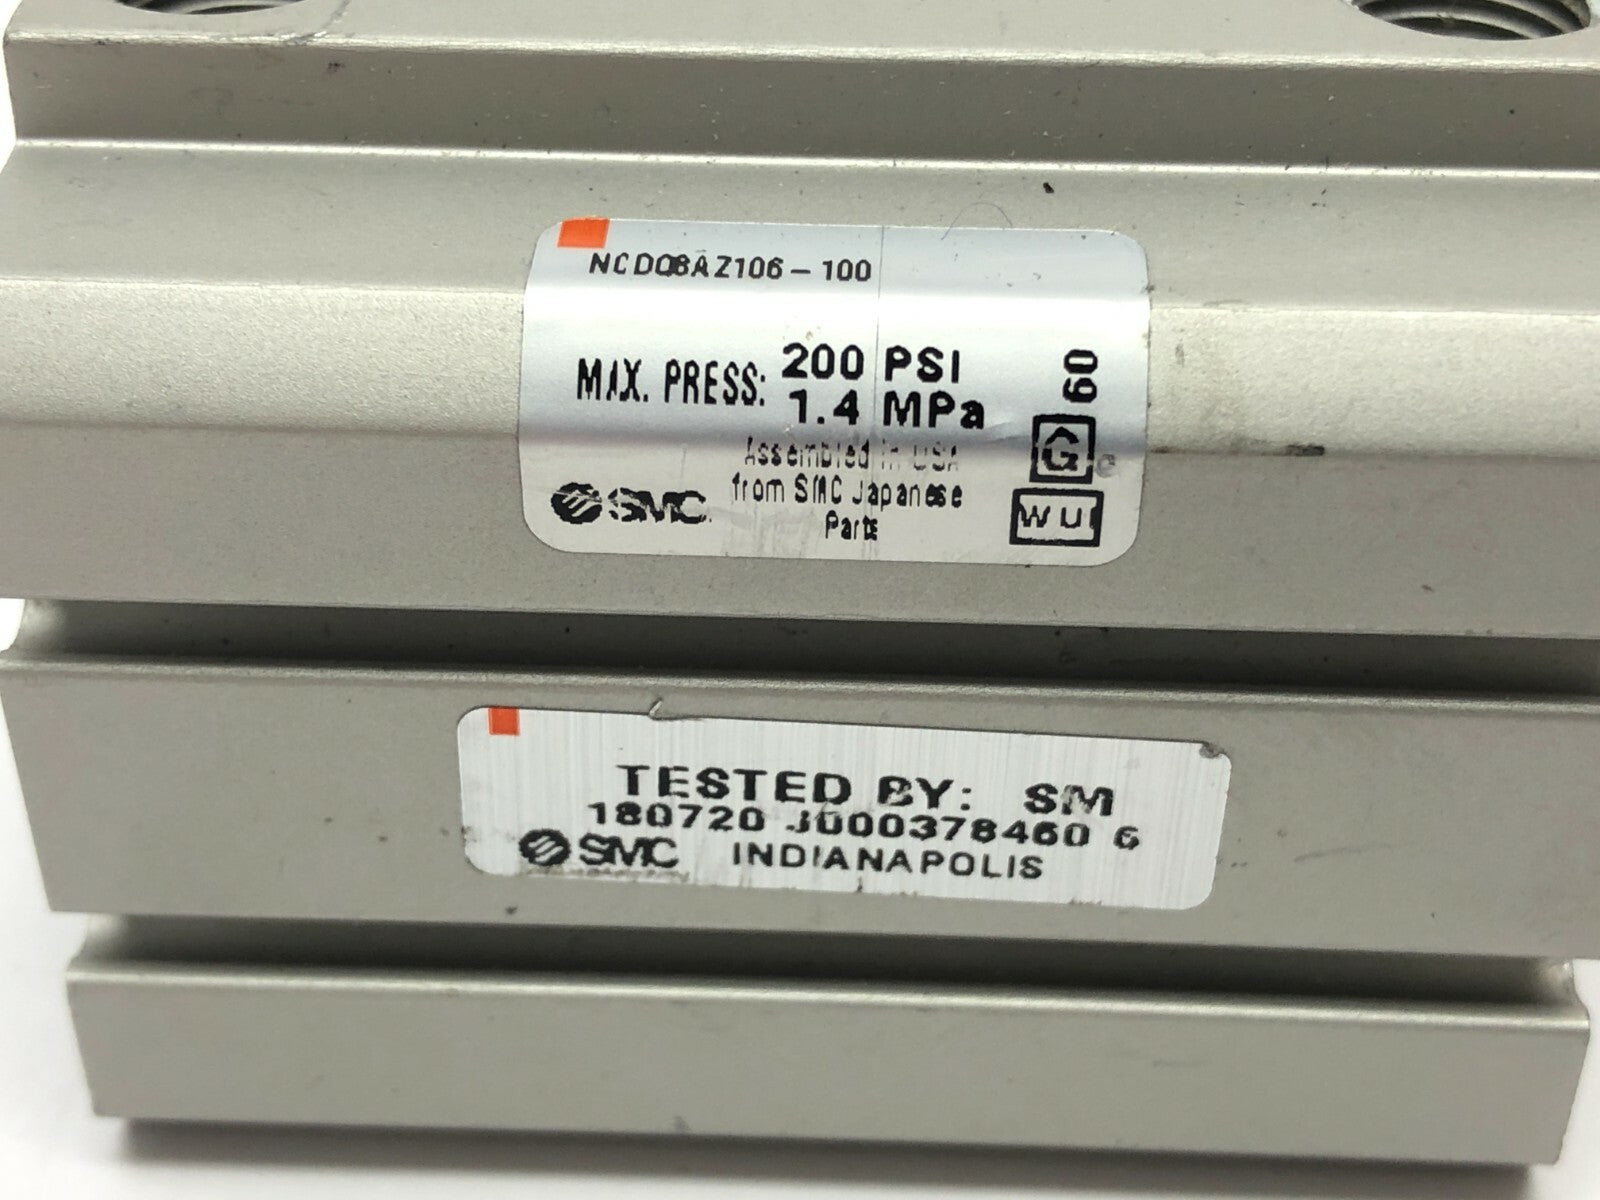 NCDQ8AZ106-100
MAX. PRESS: 200 PSI
1.4 MPa
Assembled in USA
from SMC Japanese
Parts
SMC
60
G
WU
TESTED BY: SM
180720 J000378460 6
SMC INDIANAPOLIS